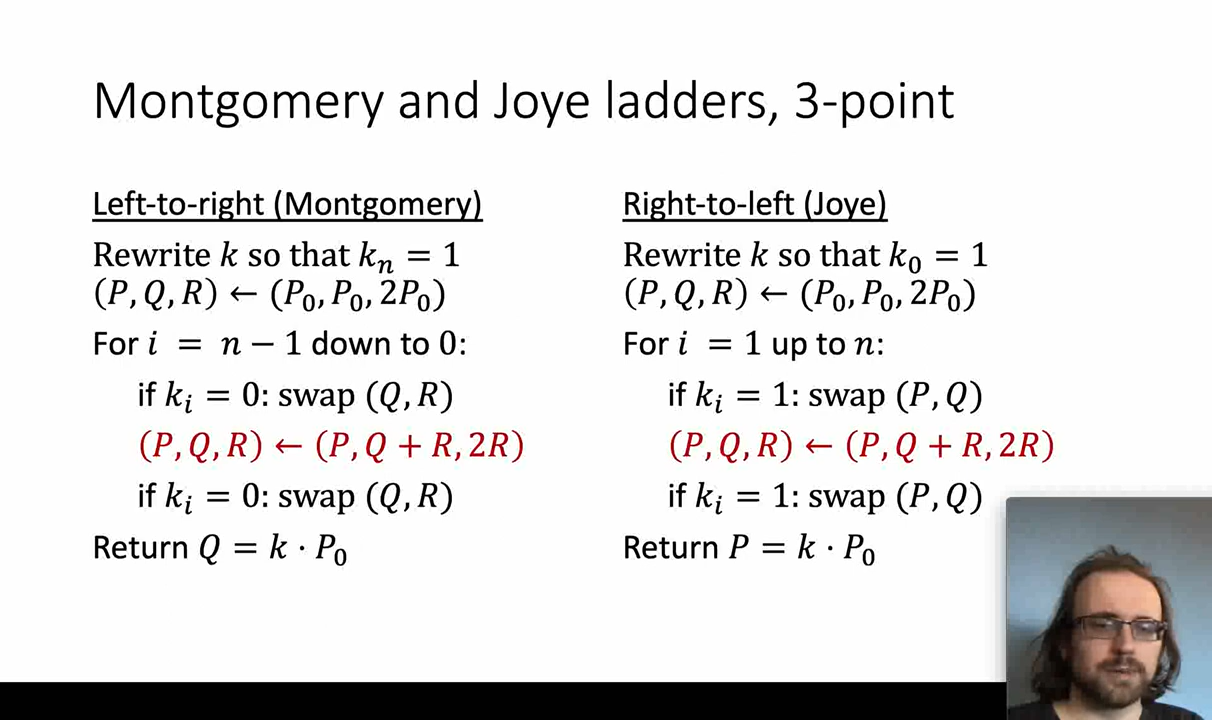 Montgomery and Joye ladders, 3-point
Left-to-right (Montgomery)
Rewrite k so that kₙ = 1
(P, Q, R) ← (P₀, P₀, 2P₀)
For i = n − 1 down to 0:
if kᵢ = 0: swap (Q, R)
(P, Q, R) ← (P, Q + R, 2R)
if kᵢ = 0: swap (Q, R)
Return Q = k · P₀
Right-to-left (Joye)
Rewrite k so that k₀ = 1
(P, Q, R) ← (P₀, P₀, 2P₀)
For i = 1 up to n:
if kᵢ = 1: swap (P, Q)
(P, Q, R) ← (P, Q + R, 2R)
if kᵢ = 1: swap (P, Q)
Return P = k · P₀